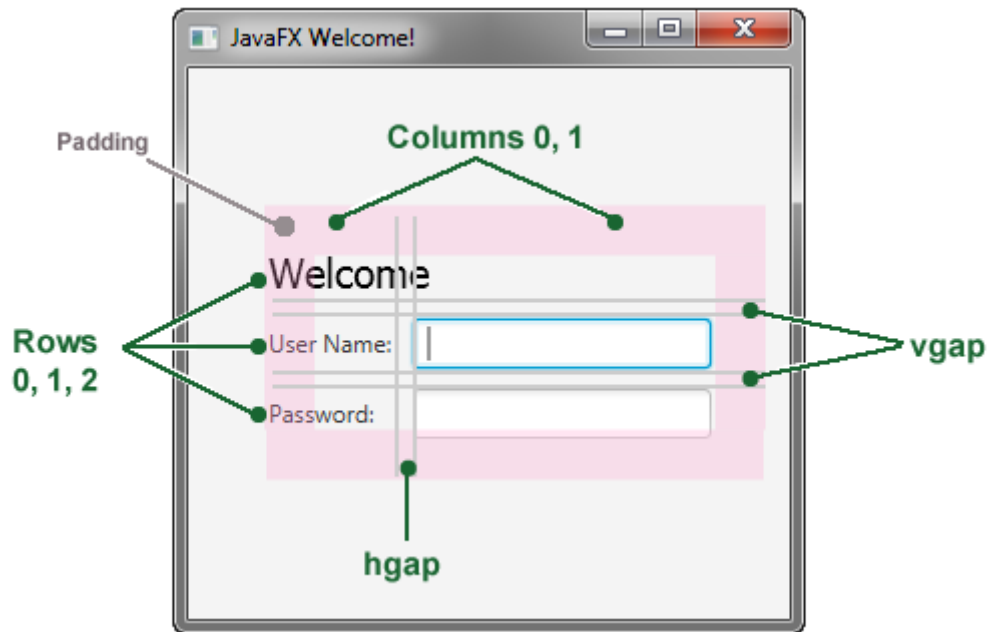 JavaFX Welcome!
Padding
Columns 0, 1
Welcome
Rows
0, 1, 2
User Name:
vgap
Password:
hgap